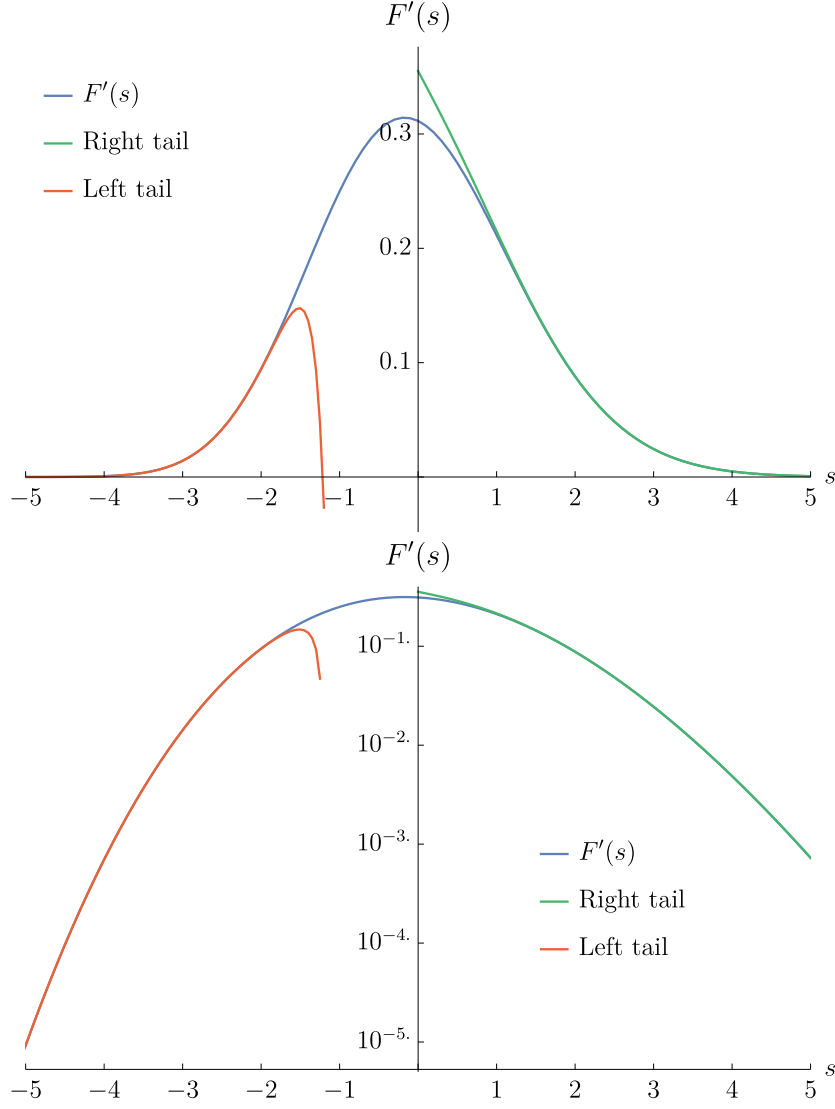 F′(s)
F′(s)
Right tail
Left tail
0.3
0.2
0.1
s
−5 −4 −3 −2 −1 1 2 3 4 5
F′(s)
10^{−1.}
10^{−2.}
10^{−3.}
F′(s)
Right tail
10^{−4.}
Left tail
10^{−5.}
s
−5 −4 −3 −2 −1 1 2 3 4 5